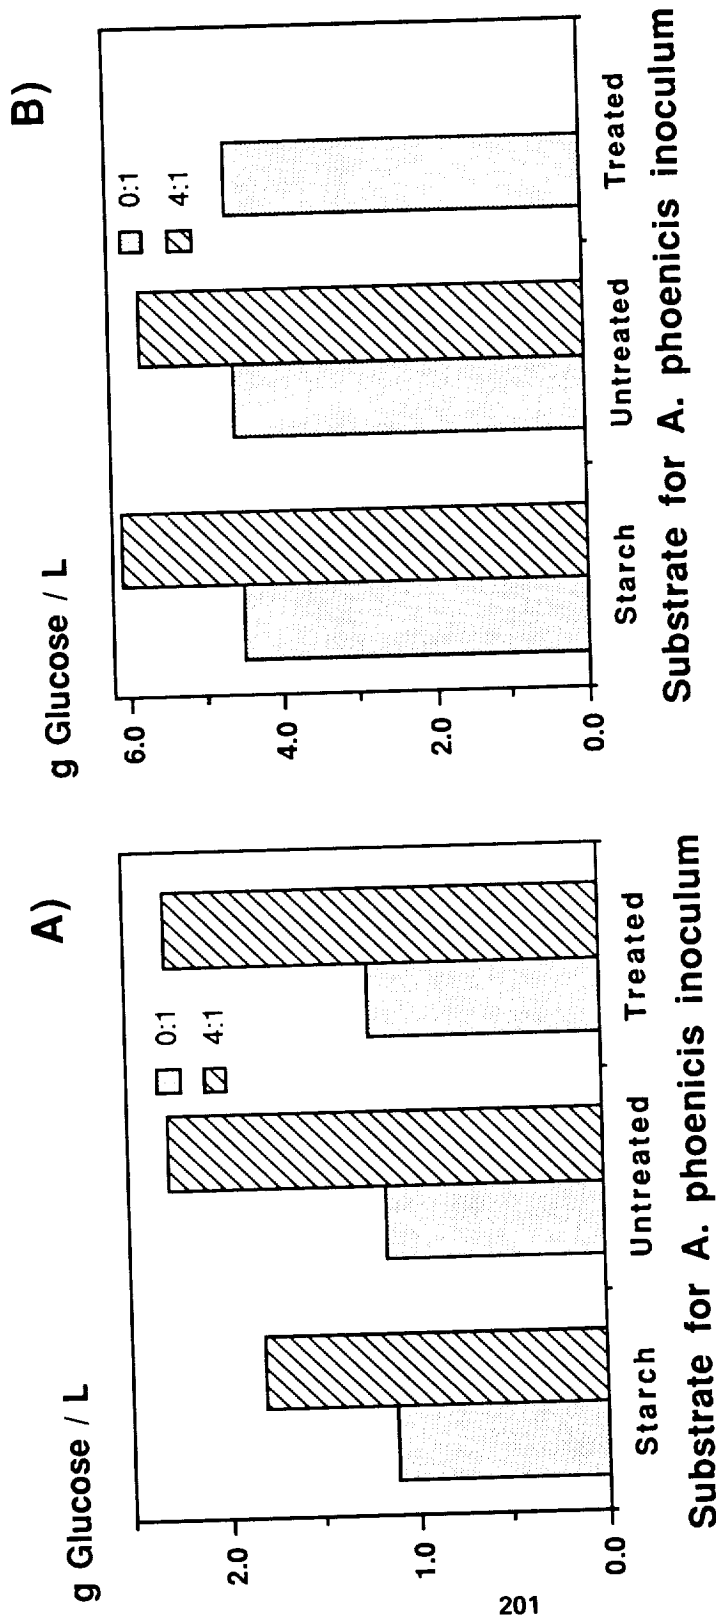 A)
g Glucose / L
0:1
4:1
2.0
1.0
0.0
Starch
Untreated
Treated
Substrate for A. phoenicis inoculum
B)
g Glucose / L
0:1
4:1
6.0
4.0
2.0
0.0
Starch
Untreated
Treated
Substrate for A. phoenicis inoculum
201